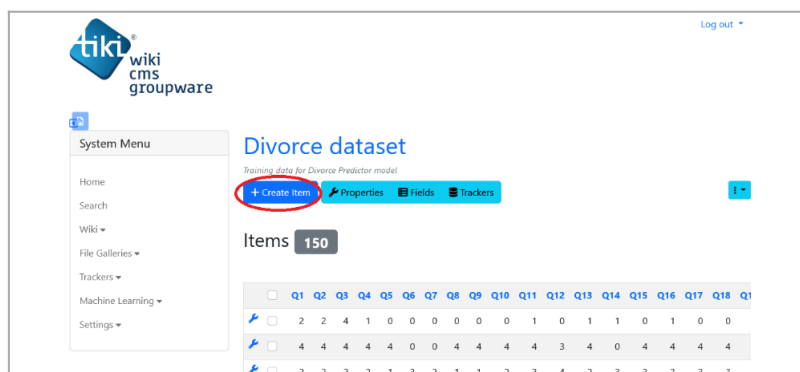 Log out
tiki
wiki
cms
groupware
System Menu
Home
Search
Wiki
File Galleries
Trackers
Machine Learning
Settings
Divorce dataset
Training data for Divorce Predictor model
+ Create Item Properties Fields Trackers
Items 150
Q1 Q2 Q3 Q4 Q5 Q6 Q7 Q8 Q9 Q10 Q11 Q12 Q13 Q14 Q15 Q16 Q17 Q18
2 2 4 1 0 0 0 0 0 0 1 0 1 1 0 1 0 0
4 4 4 4 4 0 0 4 4 4 4 3 4 0 4 4 4 4